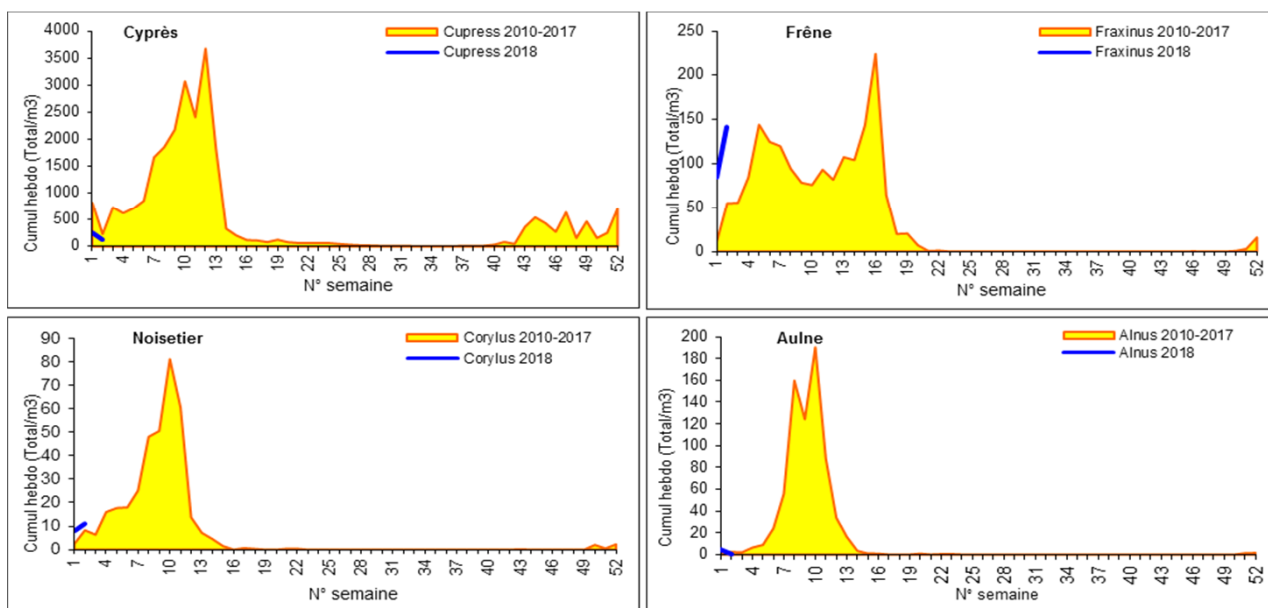 Cyprès
Cupress 2010-2017
Cupress 2018
Cumul hebdo (Total/m3)
4000
3500
3000
2500
2000
1500
1000
500
0
1 4 7 10 13 16 19 22 25 28 31 34 37 40 43 46 49 52
N° semaine
Frêne
Fraxinus 2010-2017
Fraxinus 2018
Cumul hebdo (Total/m3)
250
200
150
100
50
0
1 4 7 10 13 16 19 22 25 28 31 34 37 40 43 46 49 52
N° semaine
Noisetier
Corylus 2010-2017
Corylus 2018
Cumul hebdo (Total/m3)
90
80
70
60
50
40
30
20
10
0
1 4 7 10 13 16 19 22 25 28 31 34 37 40 43 46 49 52
N° semaine
Aulne
Alnus 2010-2017
Alnus 2018
Cumul hebdo (Total/m3)
200
180
160
140
120
100
80
60
40
20
0
1 4 7 10 13 16 19 22 25 28 31 34 37 40 43 46 49 52
N° semaine